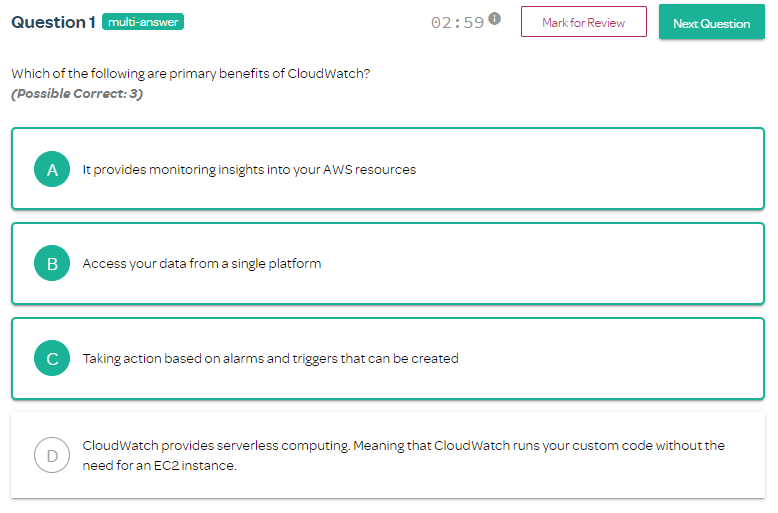 Question 1 multi-answer 02:59 i Mark for Review Next Question
Which of the following are primary benefits of CloudWatch?
(Possible Correct: 3)
A It provides monitoring insights into your AWS resources
B Access your data from a single platform
C Taking action based on alarms and triggers that can be created
D CloudWatch provides serverless computing. Meaning that CloudWatch runs your custom code without the
need for an EC2 instance.